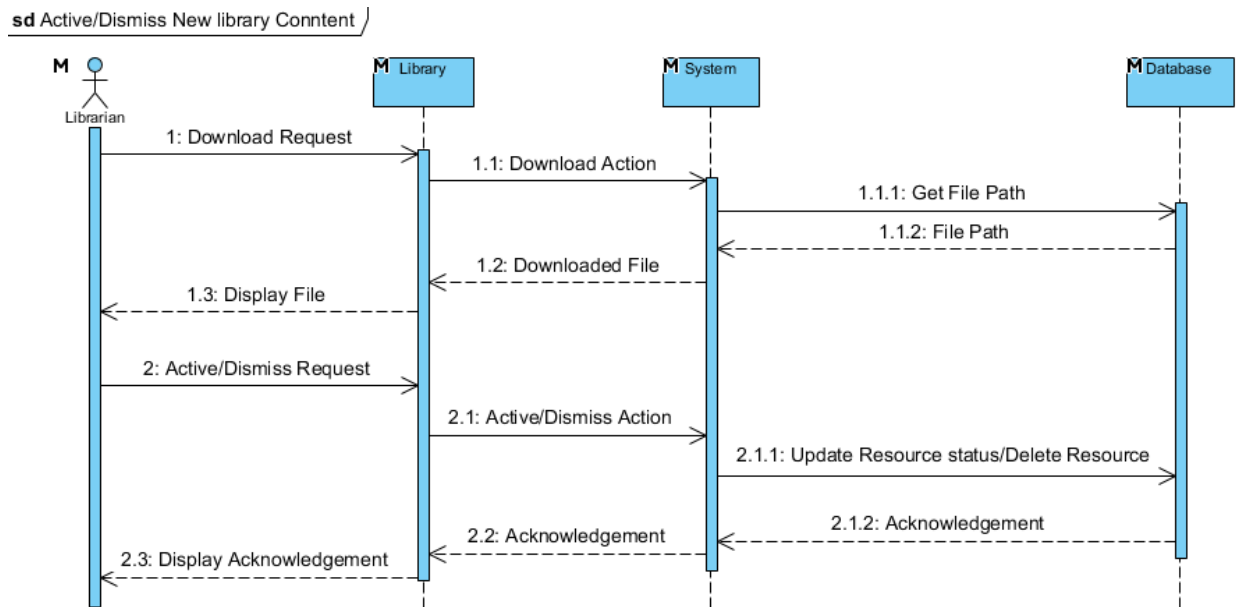 sd Active/Dismiss New library Conntent
M
Librarian
M Library
M System
M Database
1: Download Request
1.1: Download Action
1.1.1: Get File Path
1.1.2: File Path
1.2: Downloaded File
1.3: Display File
2: Active/Dismiss Request
2.1: Active/Dismiss Action
2.1.1: Update Resource status/Delete Resource
2.1.2: Acknowledgement
2.2: Acknowledgement
2.3: Display Acknowledgement